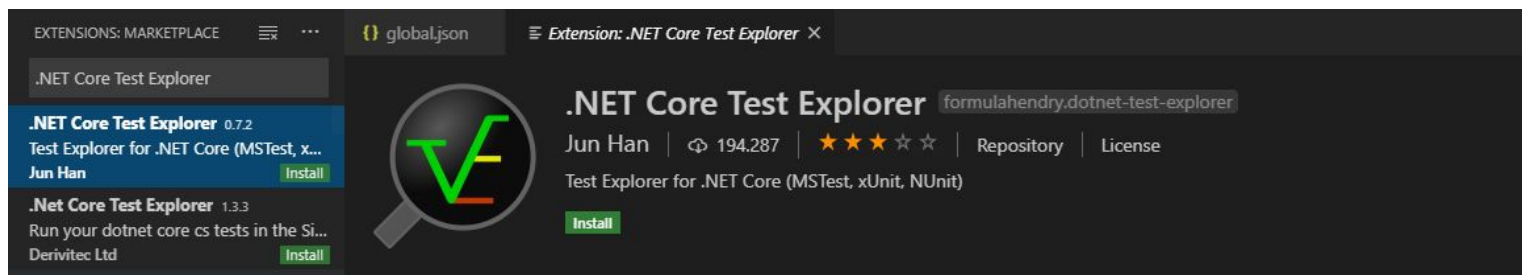 EXTENSIONS: MARKETPLACE
.NET Core Test Explorer
.NET Core Test Explorer 0.7.2
Test Explorer for .NET Core (MSTest, x...
Jun Han Install
.Net Core Test Explorer 1.3.3
Run your dotnet core cs tests in the Si...
Derivitec Ltd Install
{} global.json Extension: .NET Core Test Explorer ×
.NET Core Test Explorer formulahendry.dotnet-test-explorer
Jun Han 194.287 Repository License
Test Explorer for .NET Core (MSTest, xUnit, NUnit)
Install